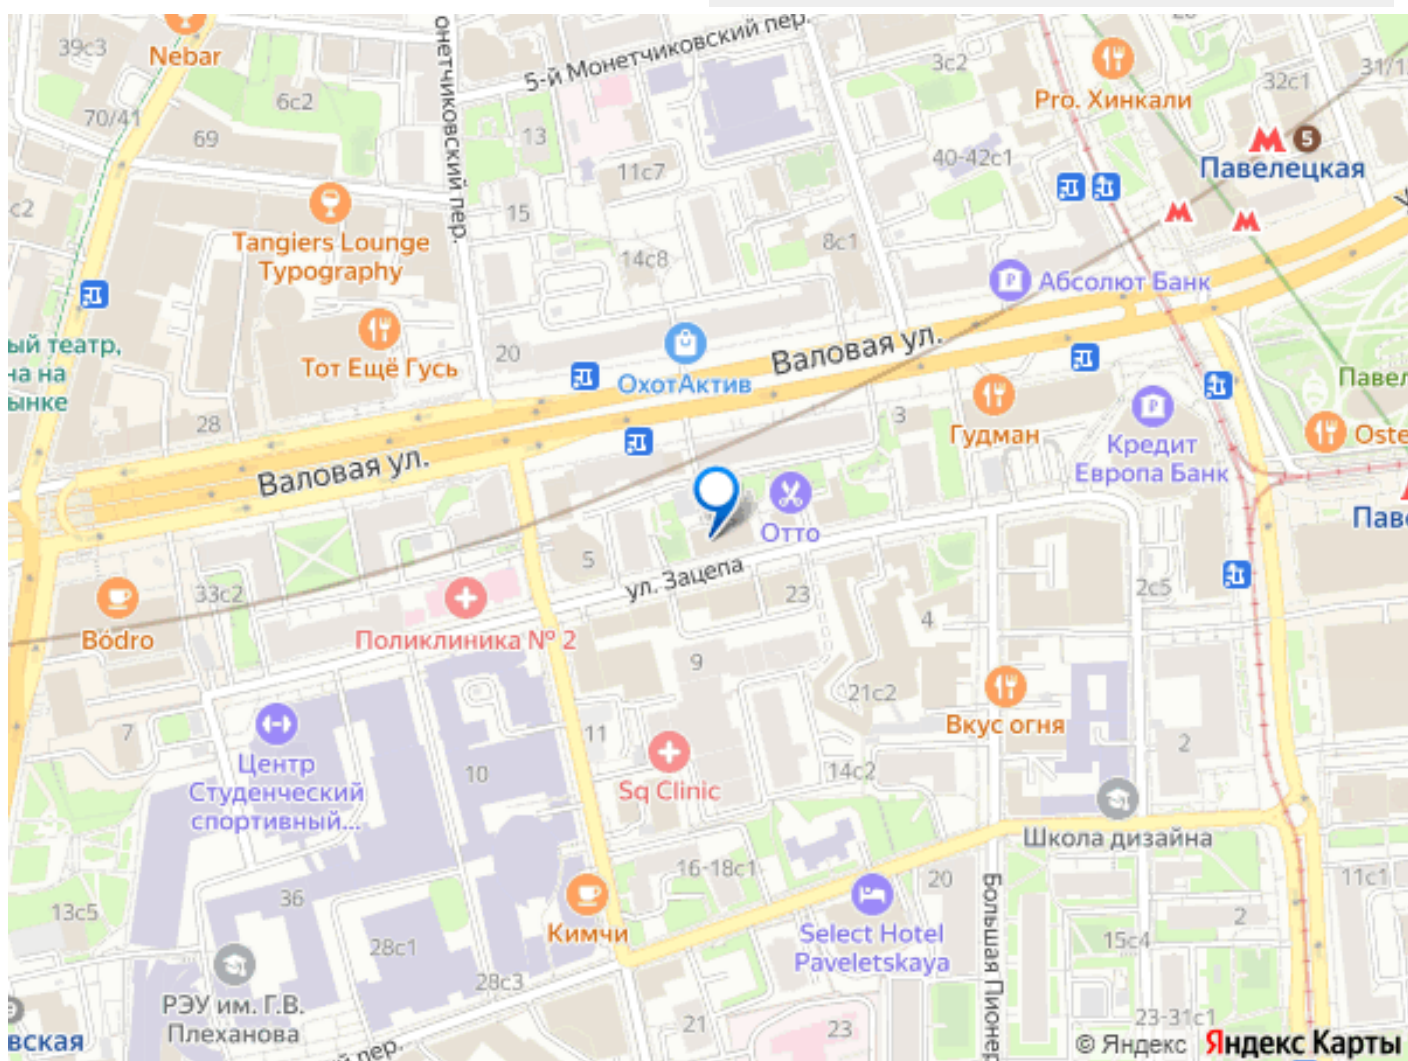 39с3
Nebar
онетчиковский пер.
5-й Монетчиковский пер.
3с2
Pro. Хинкали
32с1
31/1
6с2
70/41
69
13
11с7
40-42с1
5
Павелецкая
с2
15
Tangiers Lounge
Typography
14с8
8с1
Абсолют Банк
ый театр,
на на
ынке
Тот Ещё Гусь
20
ОхотАктив
Валовая ул.
Павел
28
3
Гудман
Кредит
Европа Банк
Oste
Валовая ул.
Отто
Паве
5
ул. Зацепа
33с2
23
2с5
Bodro
Поликлиника № 2
4
9
21с2
Вкус огня
7
11
2
Центр
Студенческий
спортивный...
10
Sq Clinic
14с2
Школа дизайна
16-18с1
20
11с1
36
13с5
Кимчи
Select Hotel
Paveletskaya
Большая Пионер
2
15с4
28с1
28с3
РЭУ им. Г.В.
Плеханова
21
23
23-31с1
вская
пер.
© Яндекс Яндекс Карты